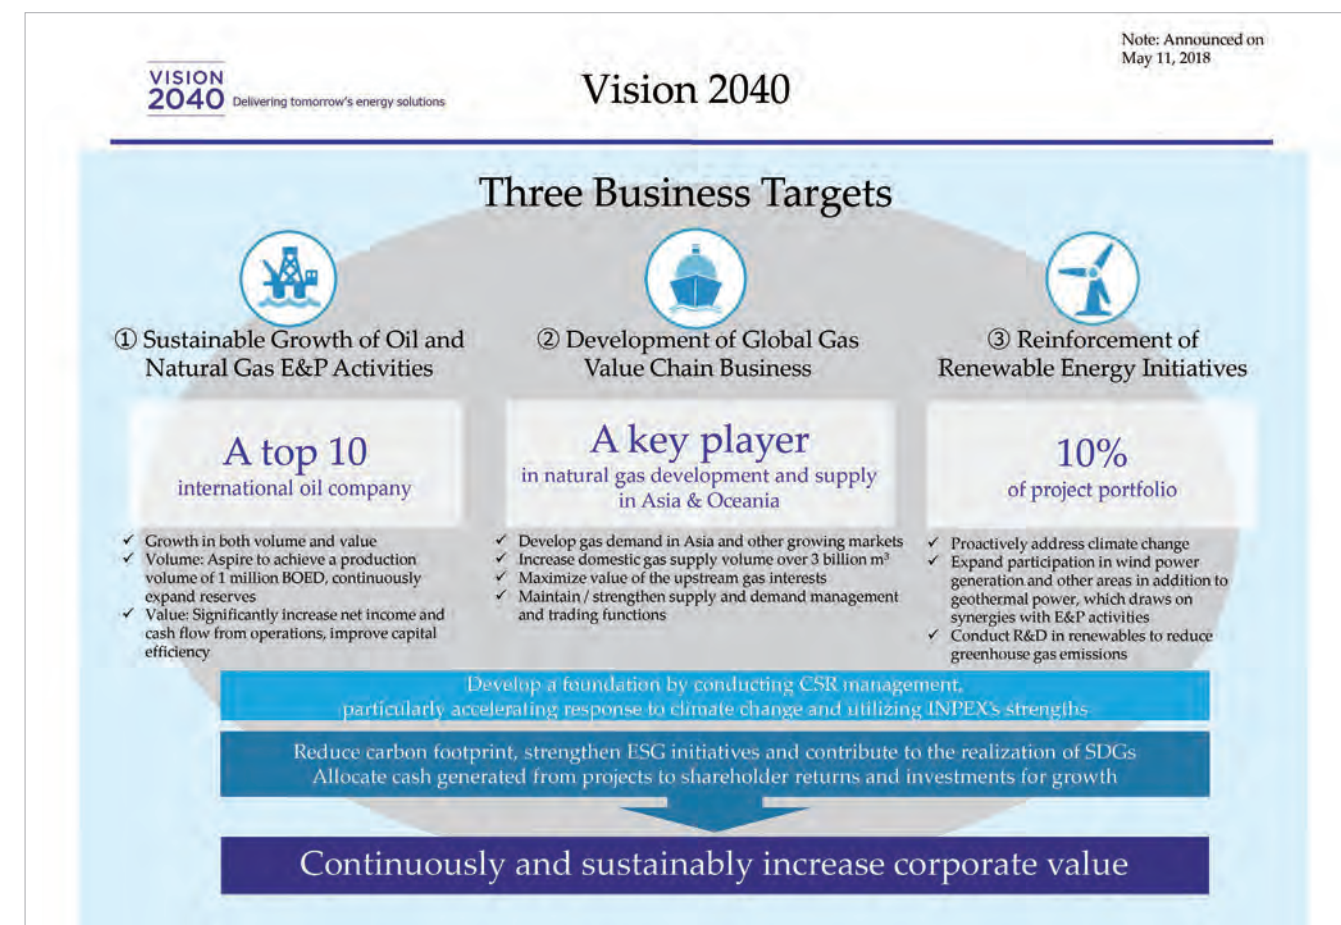 Note: Announced on
May 11, 2018
VISION
2040 Delivering tomorrow's energy solutions
Vision 2040
Three Business Targets
① Sustainable Growth of Oil and
Natural Gas E&P Activities
A top 10
international oil company
✓ Growth in both volume and value
✓ Volume: Aspire to achieve a production
volume of 1 million BOED, continuously
expand reserves
✓ Value: Significantly increase net income and
cash flow from operations, improve capital
efficiency
② Development of Global Gas
Value Chain Business
A key player
in natural gas development and supply
in Asia & Oceania
✓ Develop gas demand in Asia and other growing markets
✓ Increase domestic gas supply volume over 3 billion m³
✓ Maximize value of the upstream gas interests
✓ Maintain / strengthen supply and demand management
and trading functions
③ Reinforcement of
Renewable Energy Initiatives
10%
of project portfolio
✓ Proactively address climate change
✓ Expand participation in wind power
generation and other areas in addition to
geothermal power, which draws on
synergies with E&P activities
✓ Conduct R&D in renewables to reduce
greenhouse gas emissions
Develop a foundation by conducting CSR management,
particularly accelerating response to climate change and utilizing INPEX's strengths
Reduce carbon footprint, strengthen ESG initiatives and contribute to the realization of SDGs
Allocate cash generated from projects to shareholder returns and investments for growth
Continuously and sustainably increase corporate value